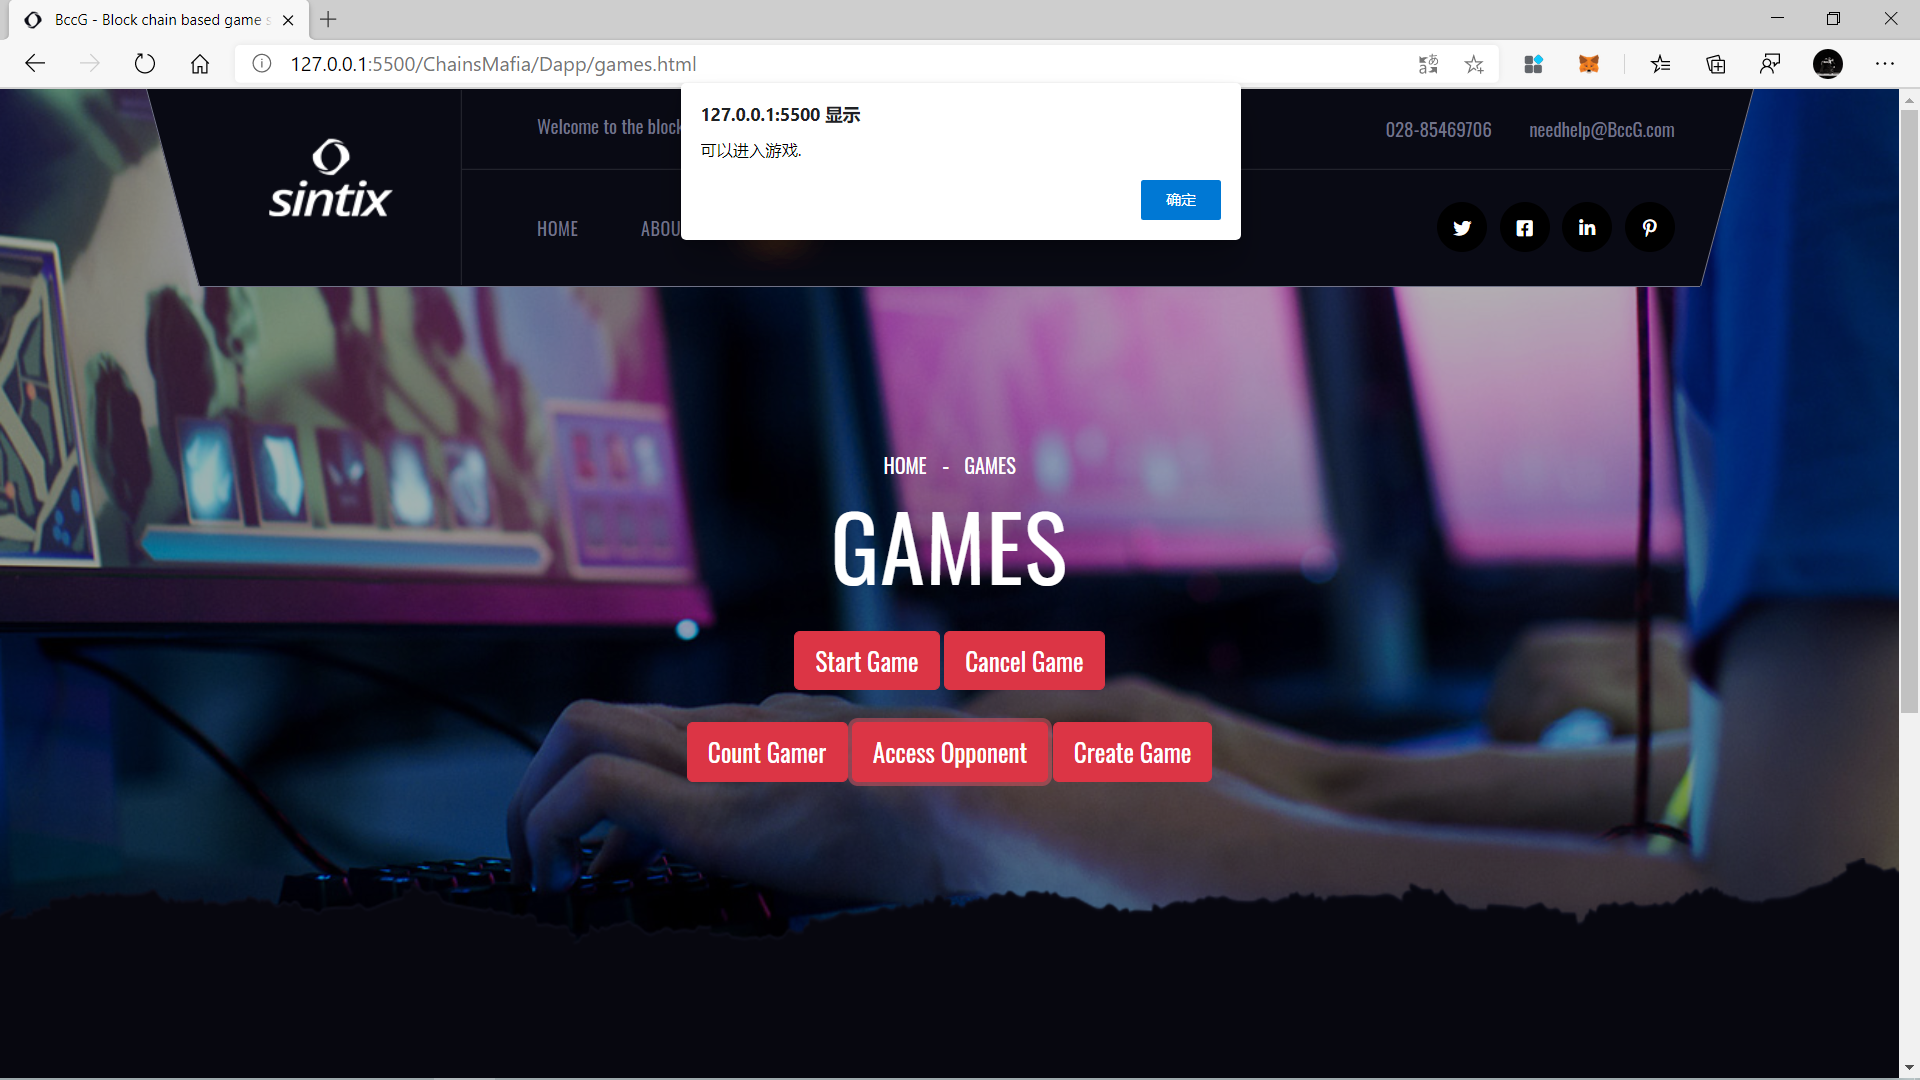 BccG - Block chain based game s
127.0.0.1:5500/ChainsMafia/Dapp/games.html
127.0.0.1:5500 显示
可以进入游戏.
确定
sintix
Welcome to the block
028-85469706
needhelp@BccG.com
HOME
ABOU
HOME - GAMES
GAMES
Start Game
Cancel Game
Count Gamer
Access Opponent
Create Game